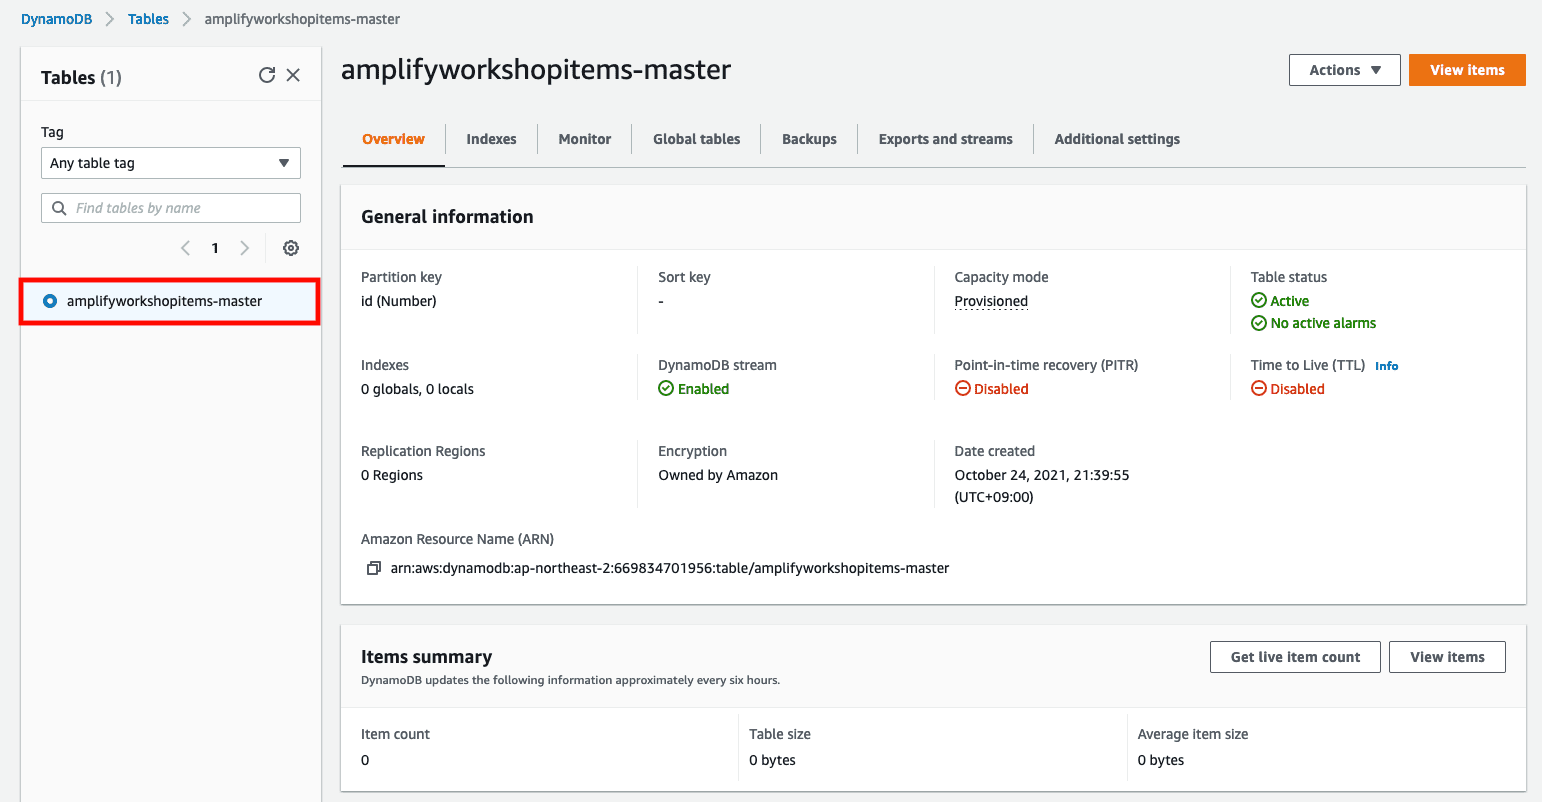 DynamoDB
Tables
amplifyworkshopitems-master
Tables (1)
Tag
Any table tag
Find tables by name
1
amplifyworkshopitems-master
amplifyworkshopitems-master
Actions
View items
Overview
Indexes
Monitor
Global tables
Backups
Exports and streams
Additional settings
General information
Partition key
id (Number)
Sort key
-
Capacity mode
Provisioned
Table status
Active
No active alarms
Indexes
0 globals, 0 locals
DynamoDB stream
Enabled
Point-in-time recovery (PITR)
Disabled
Time to Live (TTL) Info
Disabled
Replication Regions
0 Regions
Encryption
Owned by Amazon
Date created
October 24, 2021, 21:39:55
(UTC+09:00)
Amazon Resource Name (ARN)
arn:aws:dynamodb:ap-northeast-2:669834701956:table/amplifyworkshopitems-master
Items summary
DynamoDB updates the following information approximately every six hours.
Get live item count
View items
Item count
0
Table size
0 bytes
Average item size
0 bytes